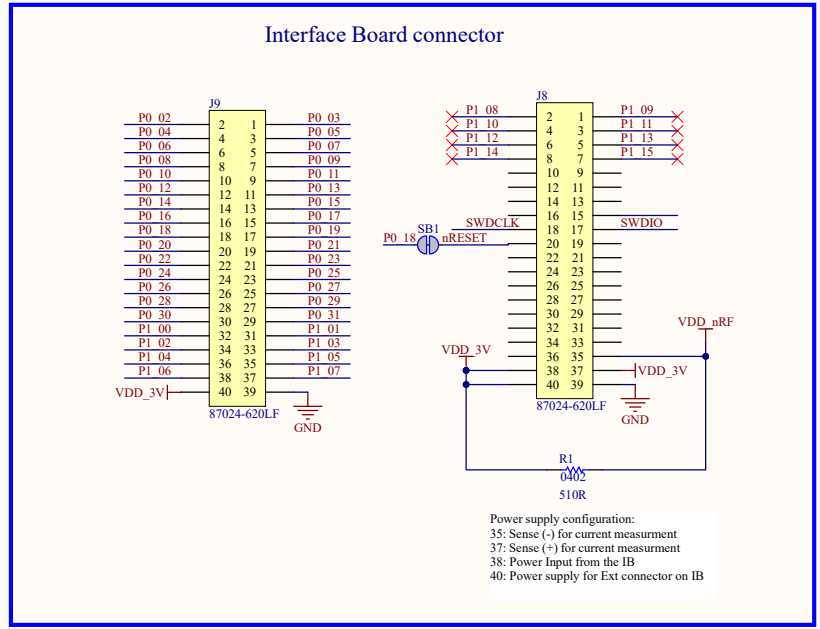 Interface Board connector
J9
P0_02 2 1 P0_03
P0_04 4 3 P0_05
P0_06 6 5 P0_07
P0_08 8 7 P0_09
P0_10 10 9 P0_11
P0_12 12 11 P0_13
P0_14 14 13 P0_15
P0_16 16 15 P0_17
P0_18 18 17 P0_19
P0_20 20 19 P0_21
P0_22 22 21 P0_23
P0_24 24 23 P0_25
P0_26 26 25 P0_27
P0_28 28 27 P0_29
P0_30 30 29 P0_31
P1_00 32 31 P1_01
P1_02 34 33 P1_03
P1_04 36 35 P1_05
P1_06 38 37 P1_07
VDD_3V 40 39
87024-620LF
GND
J8
P1_08 2 1 P1_09
P1_10 4 3 P1_11
P1_12 6 5 P1_13
P1_14 8 7 P1_15
10 9
12 11
14 13
16 15
SWDCLK 18 17 SWDIO
SB1
P0_18 nRESET 20 19
22 21
24 23
26 25
28 27
30 29
32 31
VDD_nRF
34 33
VDD_3V 36 35
38 37 VDD_3V
40 39
87024-620LF
GND
R1
0402
510R
Power supply configuration:
35: Sense (-) for current measurment
37: Sense (+) for current measurment
38: Power Input from the IB
40: Power supply for Ext connector on IB